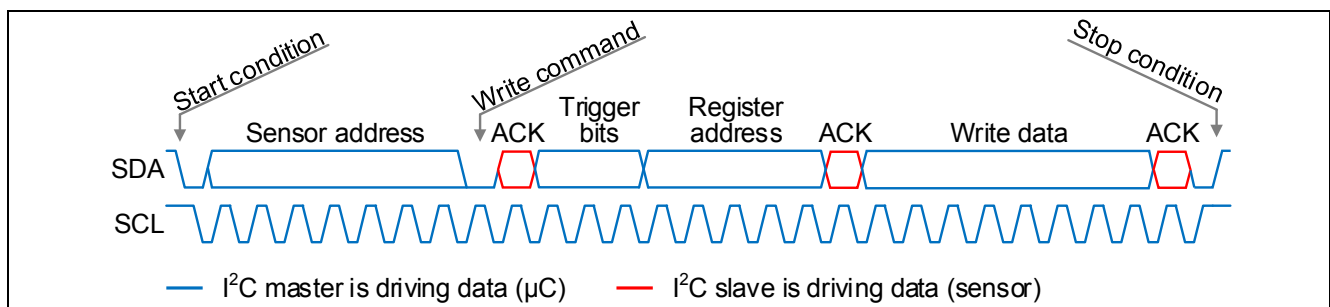 Start condition
Write command
Stop condition
Trigger
bits
Register
address
Sensor address
ACK
ACK
Write data
ACK
SDA
SCL
I²C master is driving data (µC)
I²C slave is driving data (sensor)